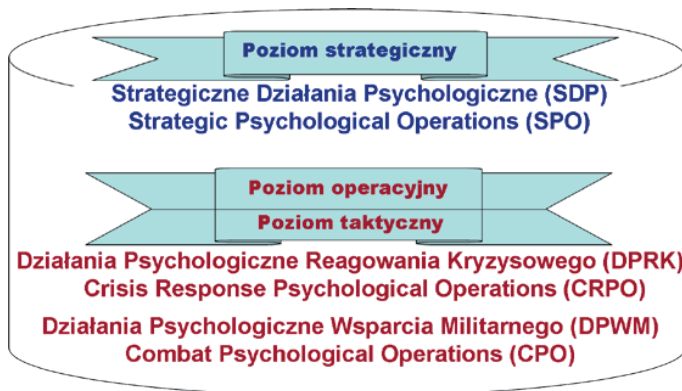 Poziom strategiczny
Strategiczne Działania Psychologiczne (SDP)
Strategic Psychological Operations (SPO)
Poziom operacyjny
Poziom taktyczny
Działania Psychologiczne Reagowania Kryzysowego (DPRK)
Crisis Response Psychological Operations (CRPO)
Działania Psychologiczne Wsparcia Militarnego (DPWM)
Combat Psychological Operations (CPO)